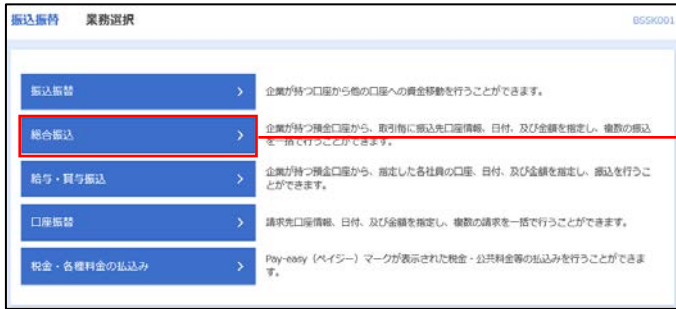 振込振替 業務選択 BSSK001
振込振替 企業が持つ口座から他の口座への資金移動を行うことができます。
総合振込 企業が持つ預金口座から、取引毎に振込先口座情報、日付、及び金額を指定し、複数の振込
を一括で行うことができます。
給与・賞与振込 企業が持つ預金口座から、指定した各社員の口座、日付、及び金額を指定し、振込を行うこ
とができます。
口座振替 請求先口座情報、日付、及び金額を指定し、複数の請求を一括で行うことができます。
税金・各種料金の払込み Pay-easy（ペイジー）マークが表示された税金・公共料金等の払込みを行うことができま
す。